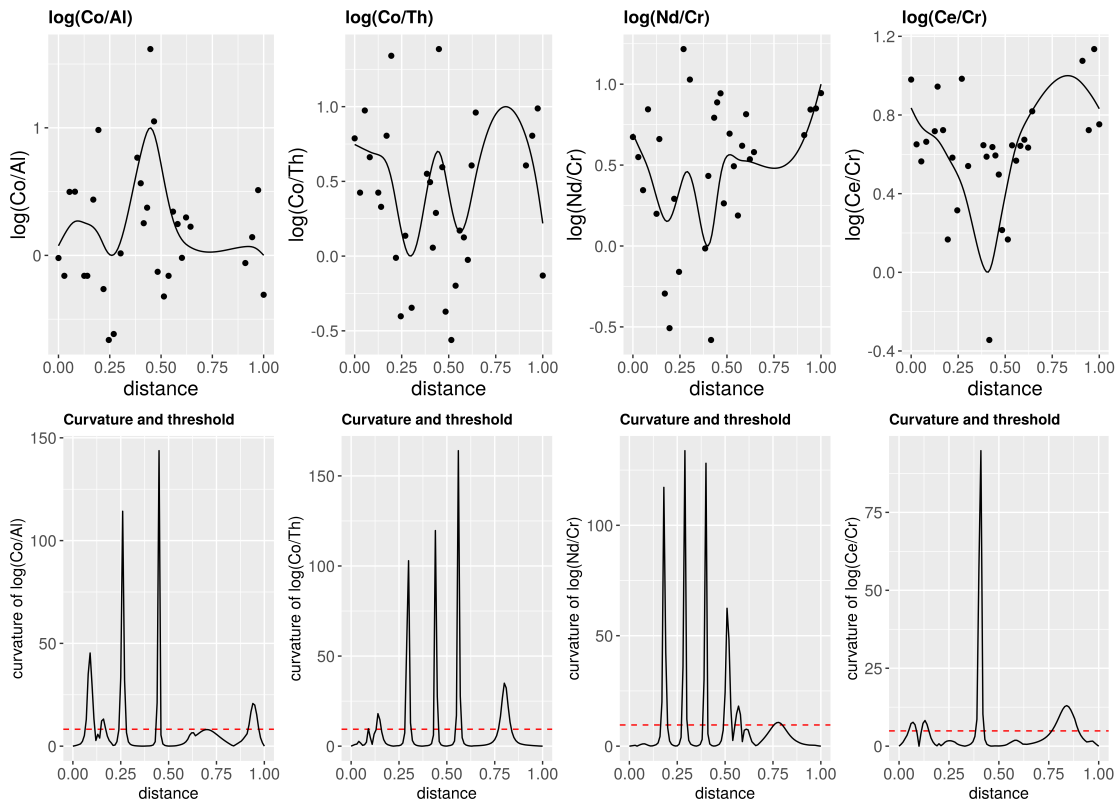 log(Co/Al) log(Co/Th) log(Nd/Cr) log(Ce/Cr)
log(Co/Al)
1
0
0.00 0.25 0.50 0.75 1.00
distance
log(Co/Th)
1.0
0.5
0.0
-0.5
0.00 0.25 0.50 0.75 1.00
distance
log(Nd/Cr)
1.0
0.5
0.0
-0.5
0.00 0.25 0.50 0.75 1.00
distance
log(Ce/Cr)
1.2
0.8
0.4
0.0
-0.4
0.00 0.25 0.50 0.75 1.00
distance
Curvature and threshold Curvature and threshold Curvature and threshold Curvature and threshold
curvature of log(Co/Al)
150
100
50
0
0.00 0.25 0.50 0.75 1.00
distance
curvature of log(Co/Th)
150
100
50
0
0.00 0.25 0.50 0.75 1.00
distance
curvature of log(Nd/Cr)
100
50
0
0.00 0.25 0.50 0.75 1.00
distance
curvature of log(Ce/Cr)
75
50
25
0
0.00 0.25 0.50 0.75 1.00
distance